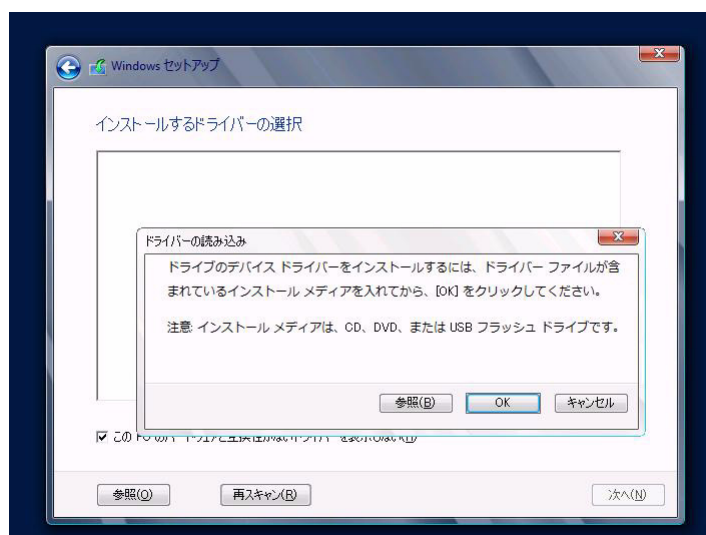 Windows セットアップ
インストールするドライバーの選択
ドライバーの読み込み
ドライブのデバイス ドライバーをインストールするには、ドライバー ファイルが含
まれているインストール メディアを入れてから、[OK] をクリックしてください。
注意: インストール メディアは、CD、DVD、または USB フラッシュ ドライブです。
参照(B) OK キャンセル
この
参照(O) 再スキャン(R) 次へ(N)